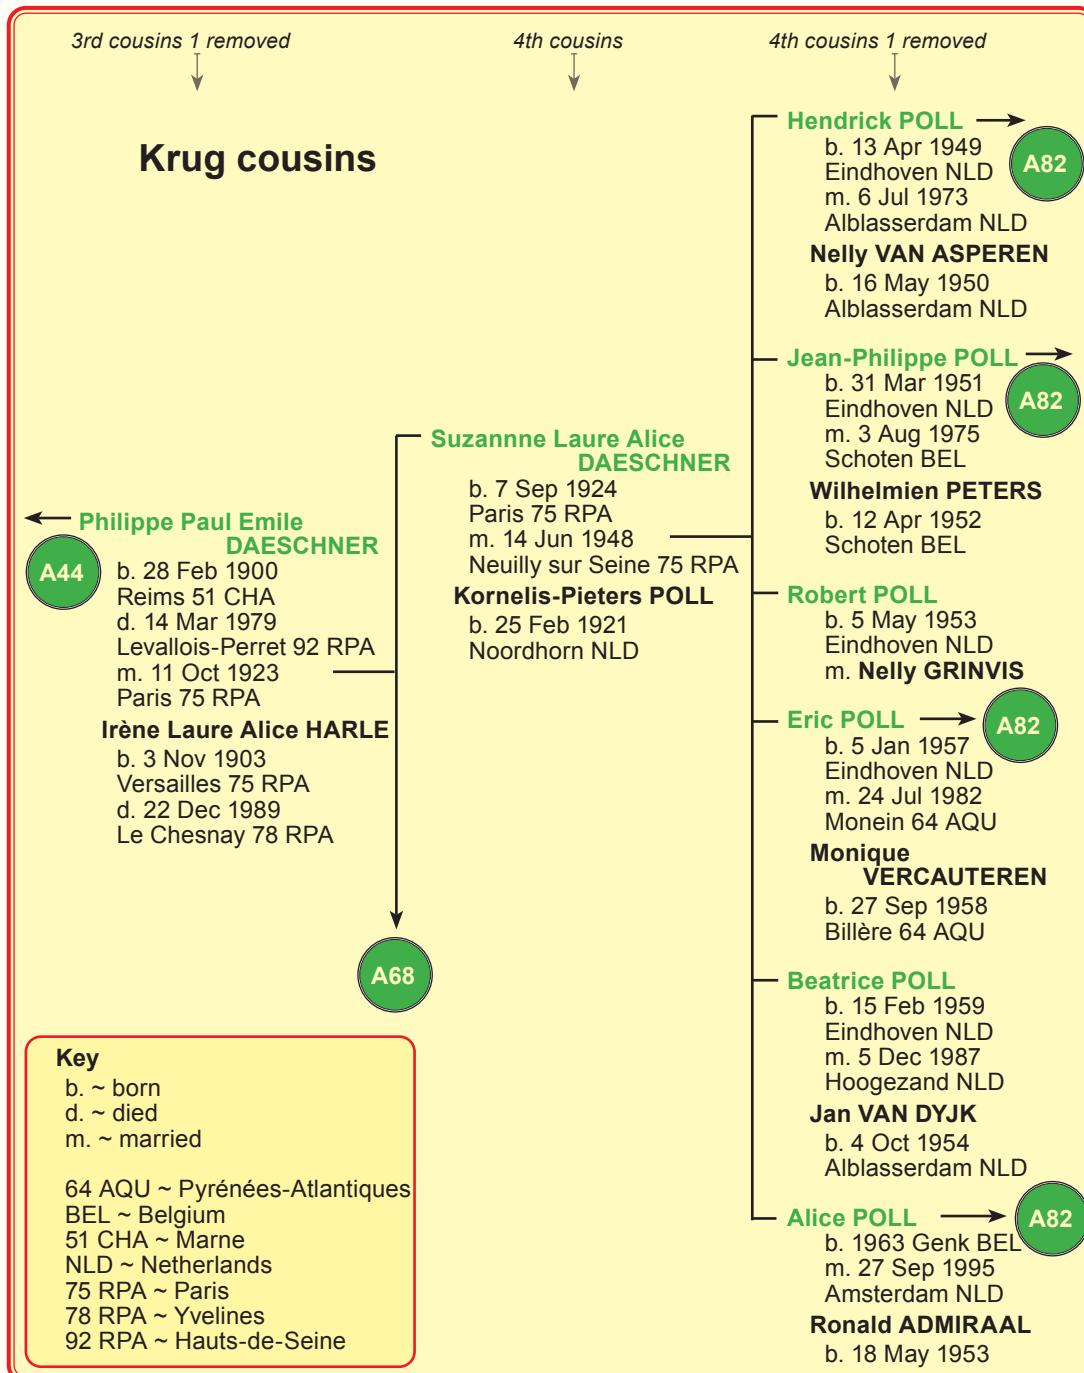 3rd cousins 1 removed
4th cousins
4th cousins 1 removed
Krug cousins
Philippe Paul Emile
DAESCHNER
A44
b. 28 Feb 1900
Reims 51 CHA
d. 14 Mar 1979
Levallois-Perret 92 RPA
m. 11 Oct 1923
Paris 75 RPA
Irène Laure Alice HARLE
b. 3 Nov 1903
Versailles 75 RPA
d. 22 Dec 1989
Le Chesnay 78 RPA
Suzannne Laure Alice
DAESCHNER
b. 7 Sep 1924
Paris 75 RPA
m. 14 Jun 1948
Neuilly sur Seine 75 RPA
Kornelis-Pieters POLL
b. 25 Feb 1921
Noordhorn NLD
A68
Hendrick POLL
A82
b. 13 Apr 1949
Eindhoven NLD
m. 6 Jul 1973
Alblasserdam NLD
Nelly VAN ASPEREN
b. 16 May 1950
Alblasserdam NLD
Jean-Philippe POLL
A82
b. 31 Mar 1951
Eindhoven NLD
m. 3 Aug 1975
Schoten BEL
Wilhelmien PETERS
b. 12 Apr 1952
Schoten BEL
Robert POLL
b. 5 May 1953
Eindhoven NLD
m. Nelly GRINVIS
Eric POLL
A82
b. 5 Jan 1957
Eindhoven NLD
m. 24 Jul 1982
Monein 64 AQU
Monique
VERCAUTEREN
b. 27 Sep 1958
Billère 64 AQU
Beatrice POLL
b. 15 Feb 1959
Eindhoven NLD
m. 5 Dec 1987
Hoogezand NLD
Jan VAN DYJK
b. 4 Oct 1954
Alblasserdam NLD
Alice POLL
A82
b. 1963 Genk BEL
m. 27 Sep 1995
Amsterdam NLD
Ronald ADMIRAAL
b. 18 May 1953
Key
b. ~ born
d. ~ died
m. ~ married
64 AQU ~ Pyrénées-Atlantiques
BEL ~ Belgium
51 CHA ~ Marne
NLD ~ Netherlands
75 RPA ~ Paris
78 RPA ~ Yvelines
92 RPA ~ Hauts-de-Seine